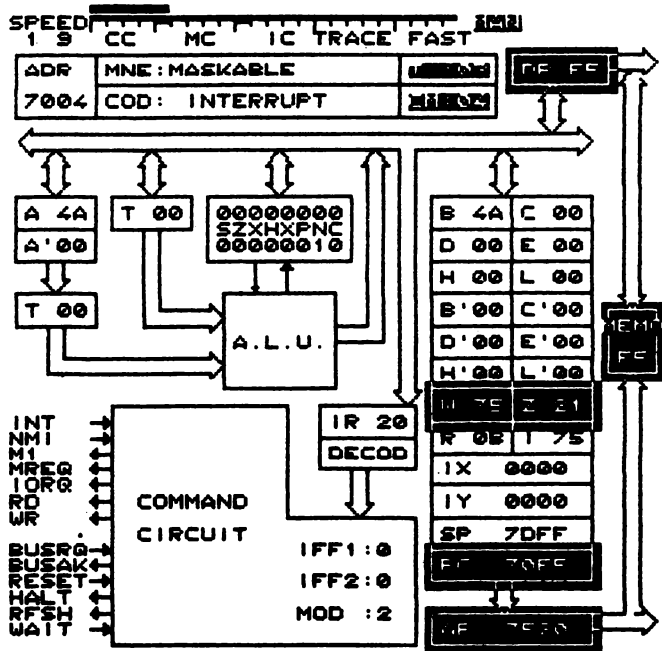 SPEED
1 9 CC MC IC TRACE FAST
ADR MNE:MASKABLE
7004 COD: INTERRUPT
A 4A
A'00
T 00
T 00
00000000
SZXHXPNC
00000010
A.L.U.
B 4A C 00
D 00 E 00
H 00 L 00
B'00 C'00
D'00 E'00
H'00 L'00
R 0B I 75
IX 0000
IY 0000
SP 7DFF
IR 20
DECOD
INT
NMI
M1
MREQ
IORQ
RD
WR
BUSRQ
BUSAK
RESET
HALT
RFSH
WAIT
COMMAND
CIRCUIT
IFF1:0
IFF2:0
MOD :2